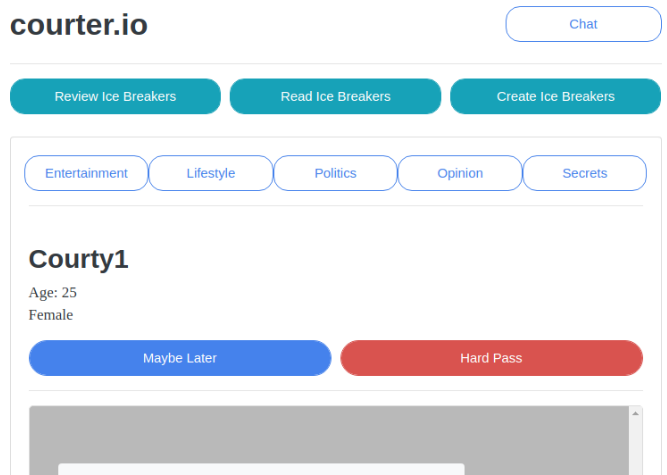 courter.io
Chat
Review Ice Breakers
Read Ice Breakers
Create Ice Breakers
Entertainment
Lifestyle
Politics
Opinion
Secrets
Courty1
Age: 25
Female
Maybe Later
Hard Pass